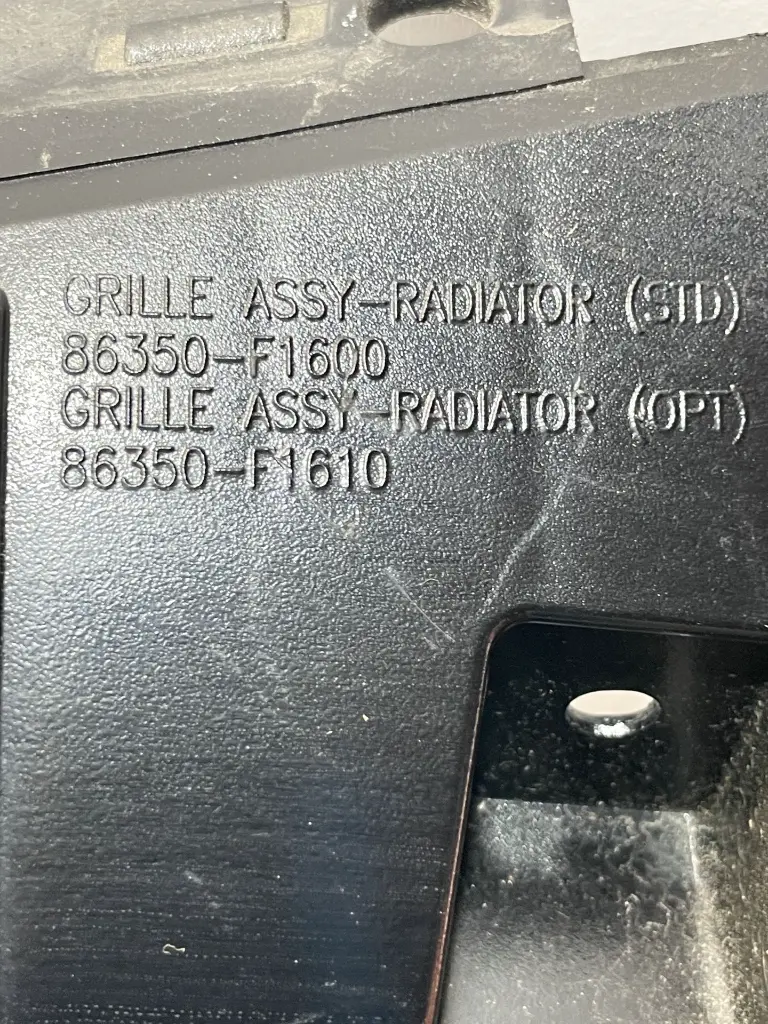 GRILLE ASSY-RADIATOR (STD)
86350-F1600
GRILLE ASSY-RADIATOR (OPT)
86350-F1610